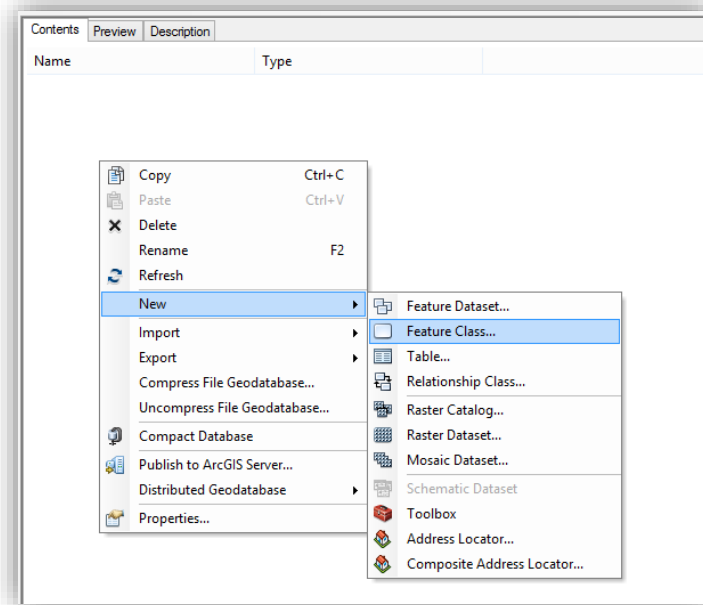 Contents Preview Description
Name Type
Copy Ctrl+C
Paste Ctrl+V
Delete
Rename F2
Refresh
New
Import
Export
Compress File Geodatabase...
Uncompress File Geodatabase...
Compact Database
Publish to ArcGIS Server...
Distributed Geodatabase
Properties...
Feature Dataset...
Feature Class...
Table...
Relationship Class...
Raster Catalog...
Raster Dataset...
Mosaic Dataset...
Schematic Dataset
Toolbox
Address Locator...
Composite Address Locator...